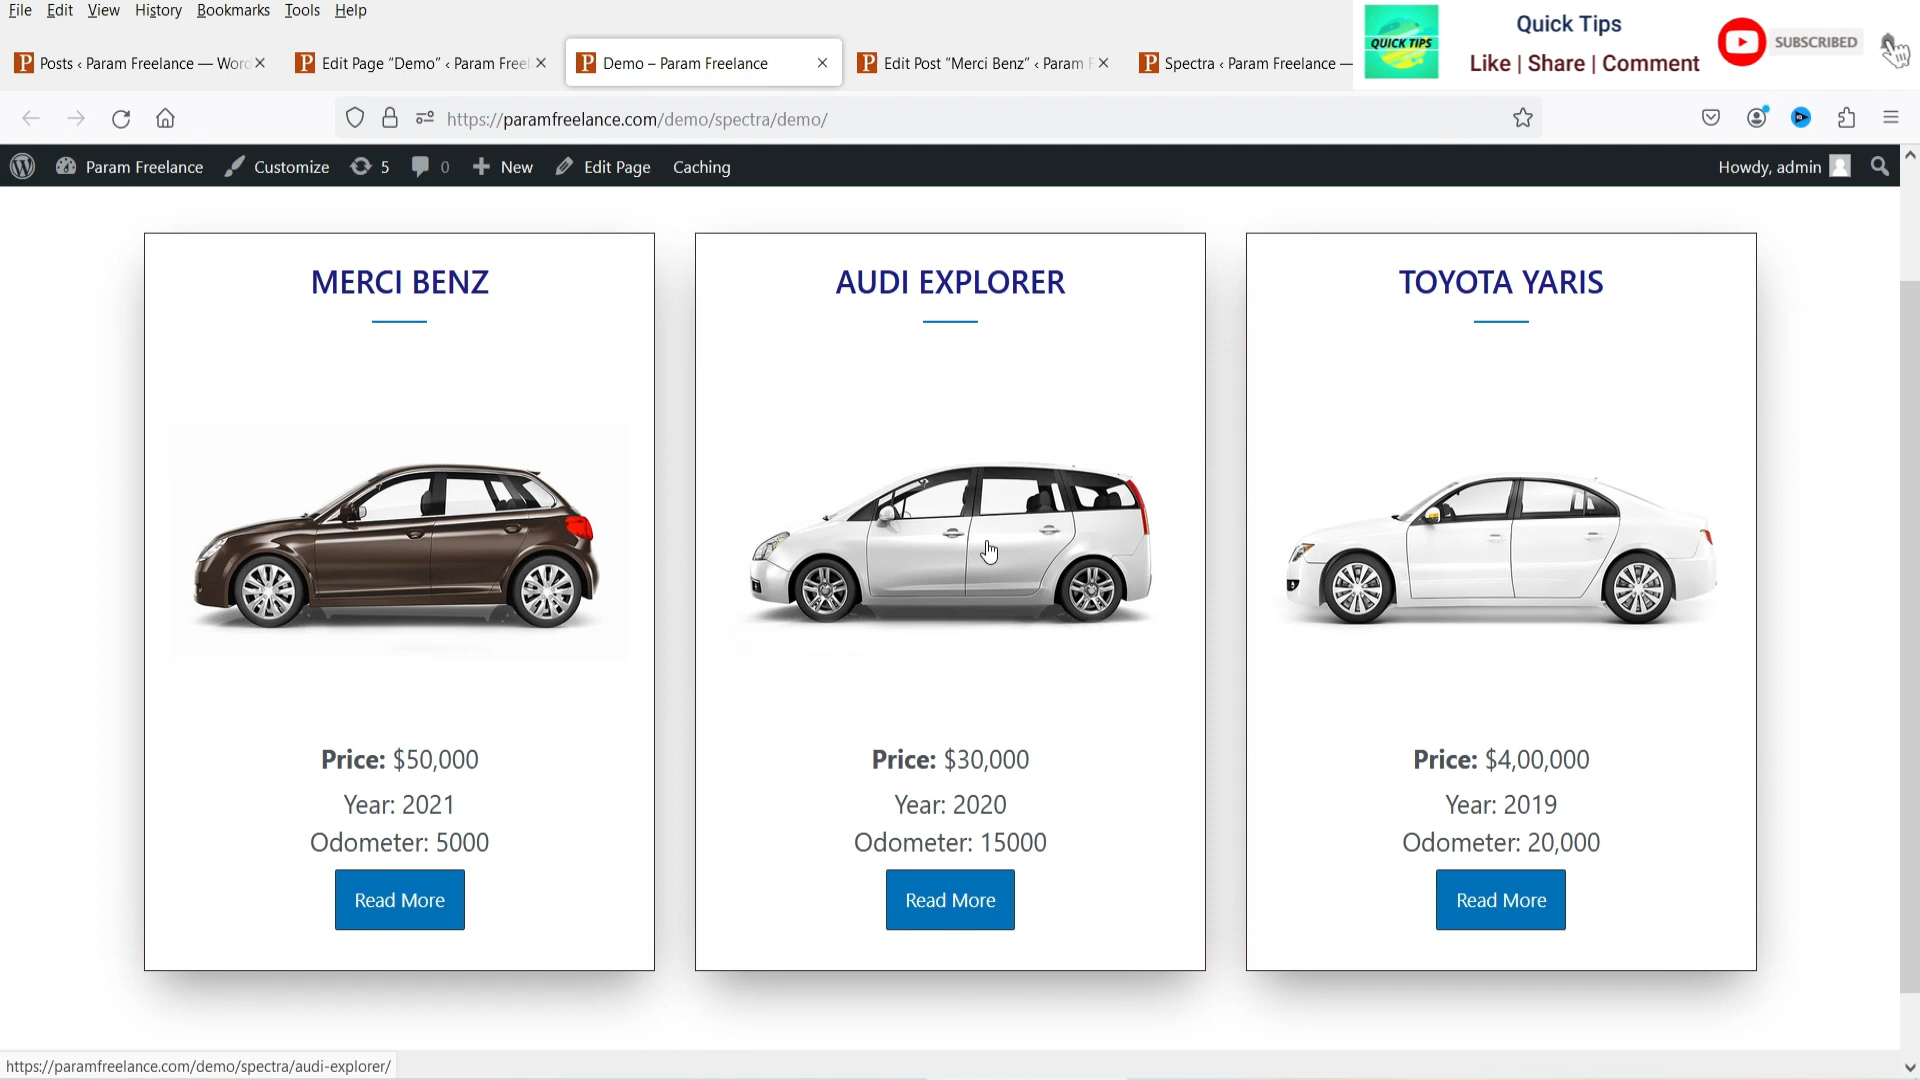 File Edit View History Bookmarks Tools Help
QUICK TIPS
Quick Tips
Like | Share | Comment
SUBSCRIBED
Posts ‹ Param Freelance — Word
Edit Page “Demo” ‹ Param Freel
Demo – Param Freelance
Edit Post “Merci Benz” ‹ Param F
Spectra ‹ Param Freelance —
https://paramfreelance.com/demo/spectra/demo/
Param Freelance Customize 5 0 New Edit Page Caching Howdy, admin
MERCI BENZ
Price: $50,000
Year: 2021
Odometer: 5000
Read More
AUDI EXPLORER
Price: $30,000
Year: 2020
Odometer: 15000
Read More
TOYOTA YARIS
Price: $4,00,000
Year: 2019
Odometer: 20,000
Read More
https://paramfreelance.com/demo/spectra/audi-explorer/